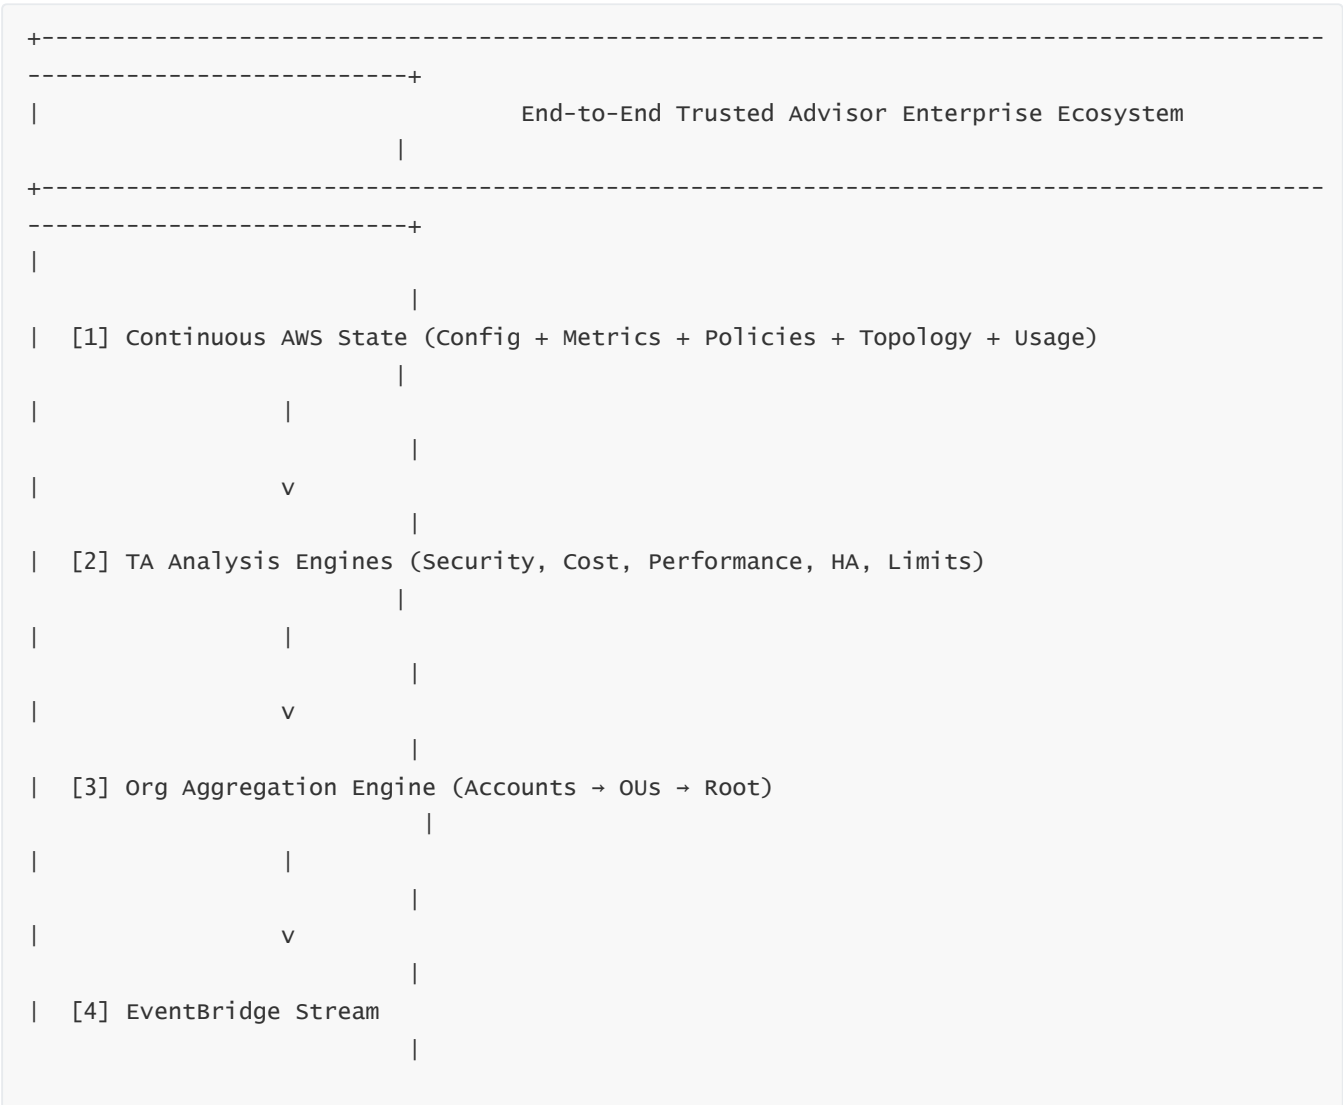 +-------------------------------------------------------------------------------------------
---------------------------+
|                                  End-to-End Trusted Advisor Enterprise Ecosystem
                          |
+-------------------------------------------------------------------------------------------
---------------------------+
|
                           |
|  [1] Continuous AWS State (Config + Metrics + Policies + Topology + Usage)
                          |
|                 |
                           |
|                 v
                           |
|  [2] TA Analysis Engines (Security, Cost, Performance, HA, Limits)
                          |
|                 |
                           |
|                 v
                           |
|  [3] Org Aggregation Engine (Accounts → OUs → Root)
                            |
|                 |
                           |
|                 v
                           |
|  [4] EventBridge Stream
                           |